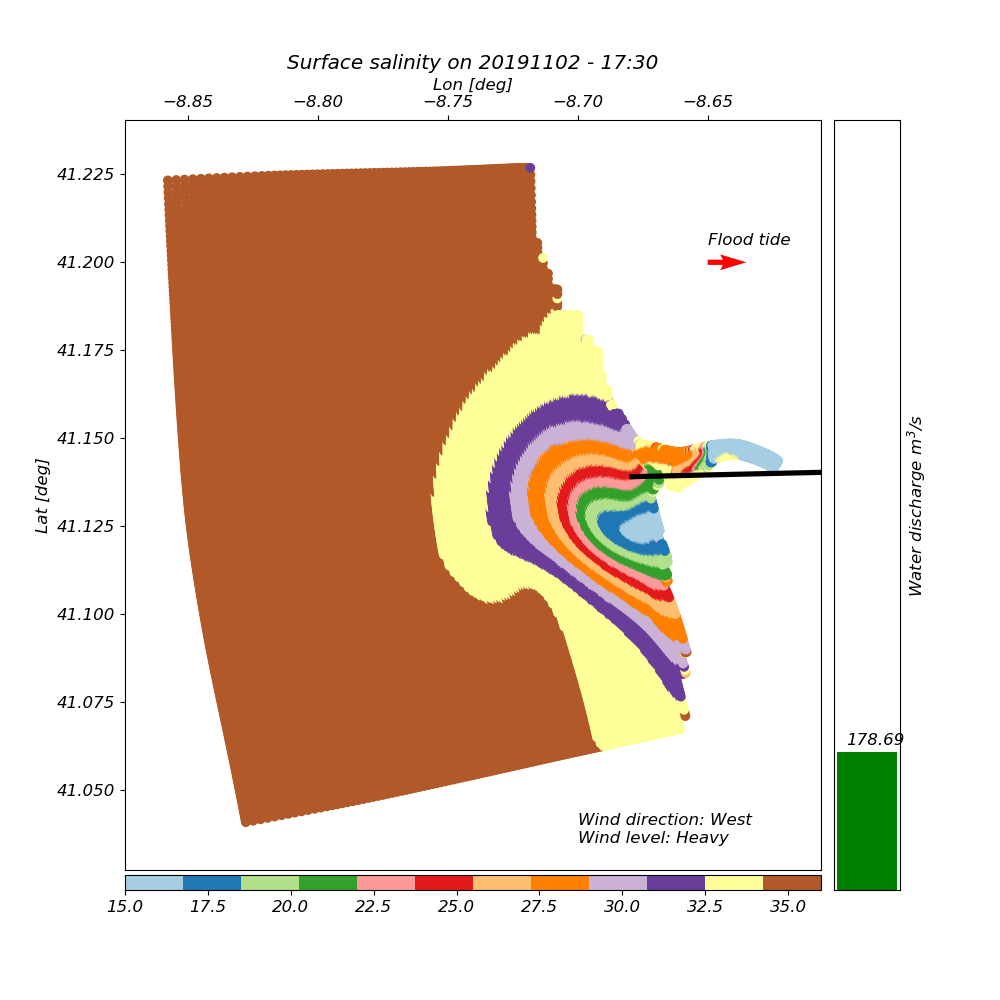 Surface salinity on 20191102 - 17:30
Lon [deg]
−8.85 −8.80 −8.75 −8.70 −8.65
41.225
41.200
41.175
41.150
41.125
41.100
41.075
41.050
Lat [deg]
Flood tide
Wind direction: West
Wind level: Heavy
178.69
Water discharge m³/s
15.0 17.5 20.0 22.5 25.0 27.5 30.0 32.5 35.0